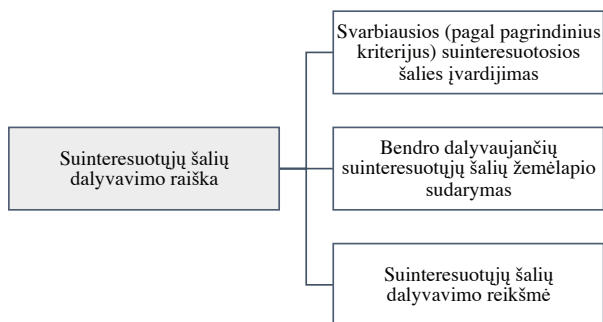 Suinteresuotųjų šalių
dalyvavimo raiška
Svarbiausios (pagal pagrindinius
kriterijus) suinteresuotosios
šalies įvardijimas
Bendro dalyvaujančių
suinteresuotųjų šalių žemėlapio
sudarymas
Suinteresuotųjų šalių
dalyvavimo reikšmė